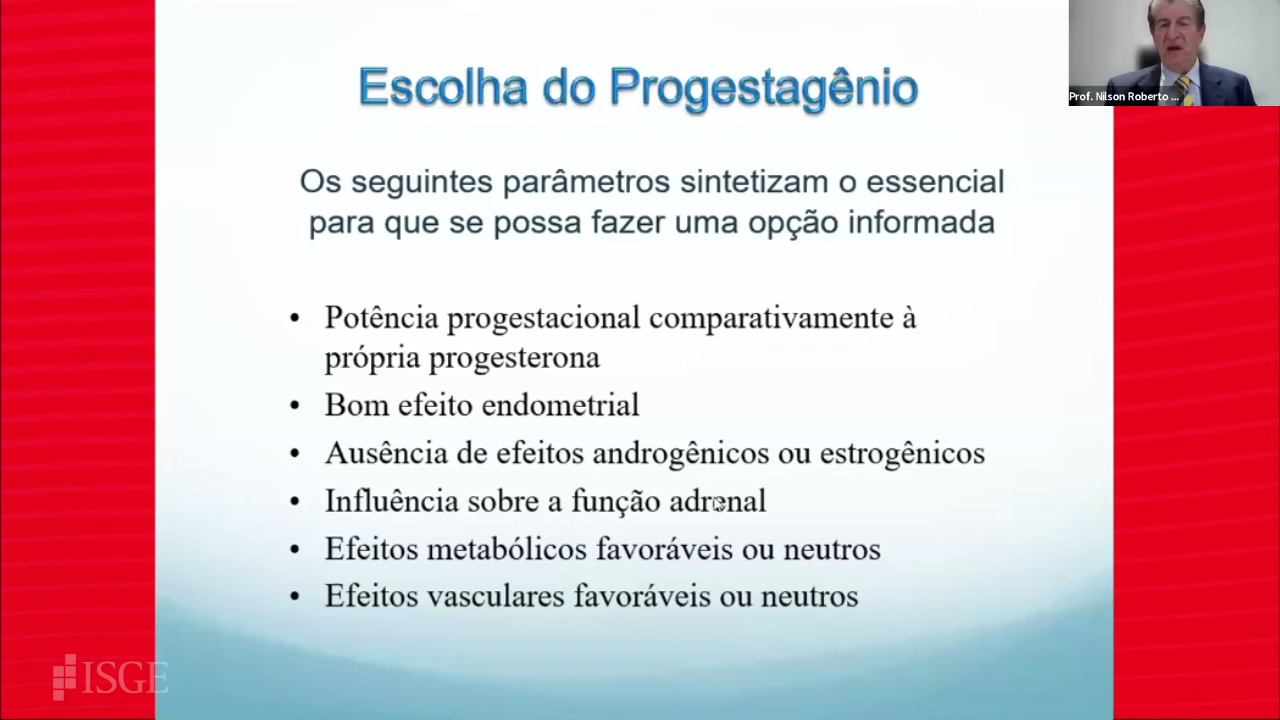 Escolha do Progestagênio
Prof. Nilson Roberto ...
Os seguintes parâmetros sintetizam o essencial
para que se possa fazer uma opção informada
• Potência progestacional comparativamente à
própria progesterona
• Bom efeito endometrial
• Ausência de efeitos androgênicos ou estrogênicos
• Influência sobre a função adrenal
• Efeitos metabólicos favoráveis ou neutros
• Efeitos vasculares favoráveis ou neutros
ISGE